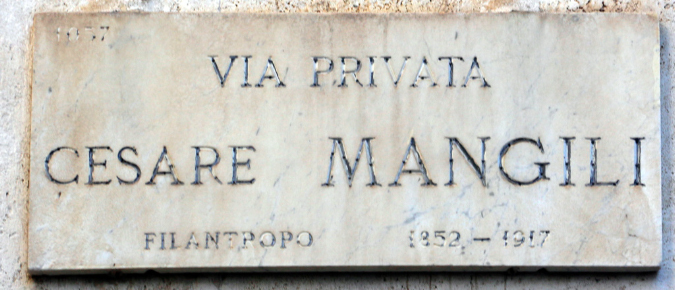 VIA PRIVATA
CESARE MANGILI
FILANTROPO 1852 - 1917